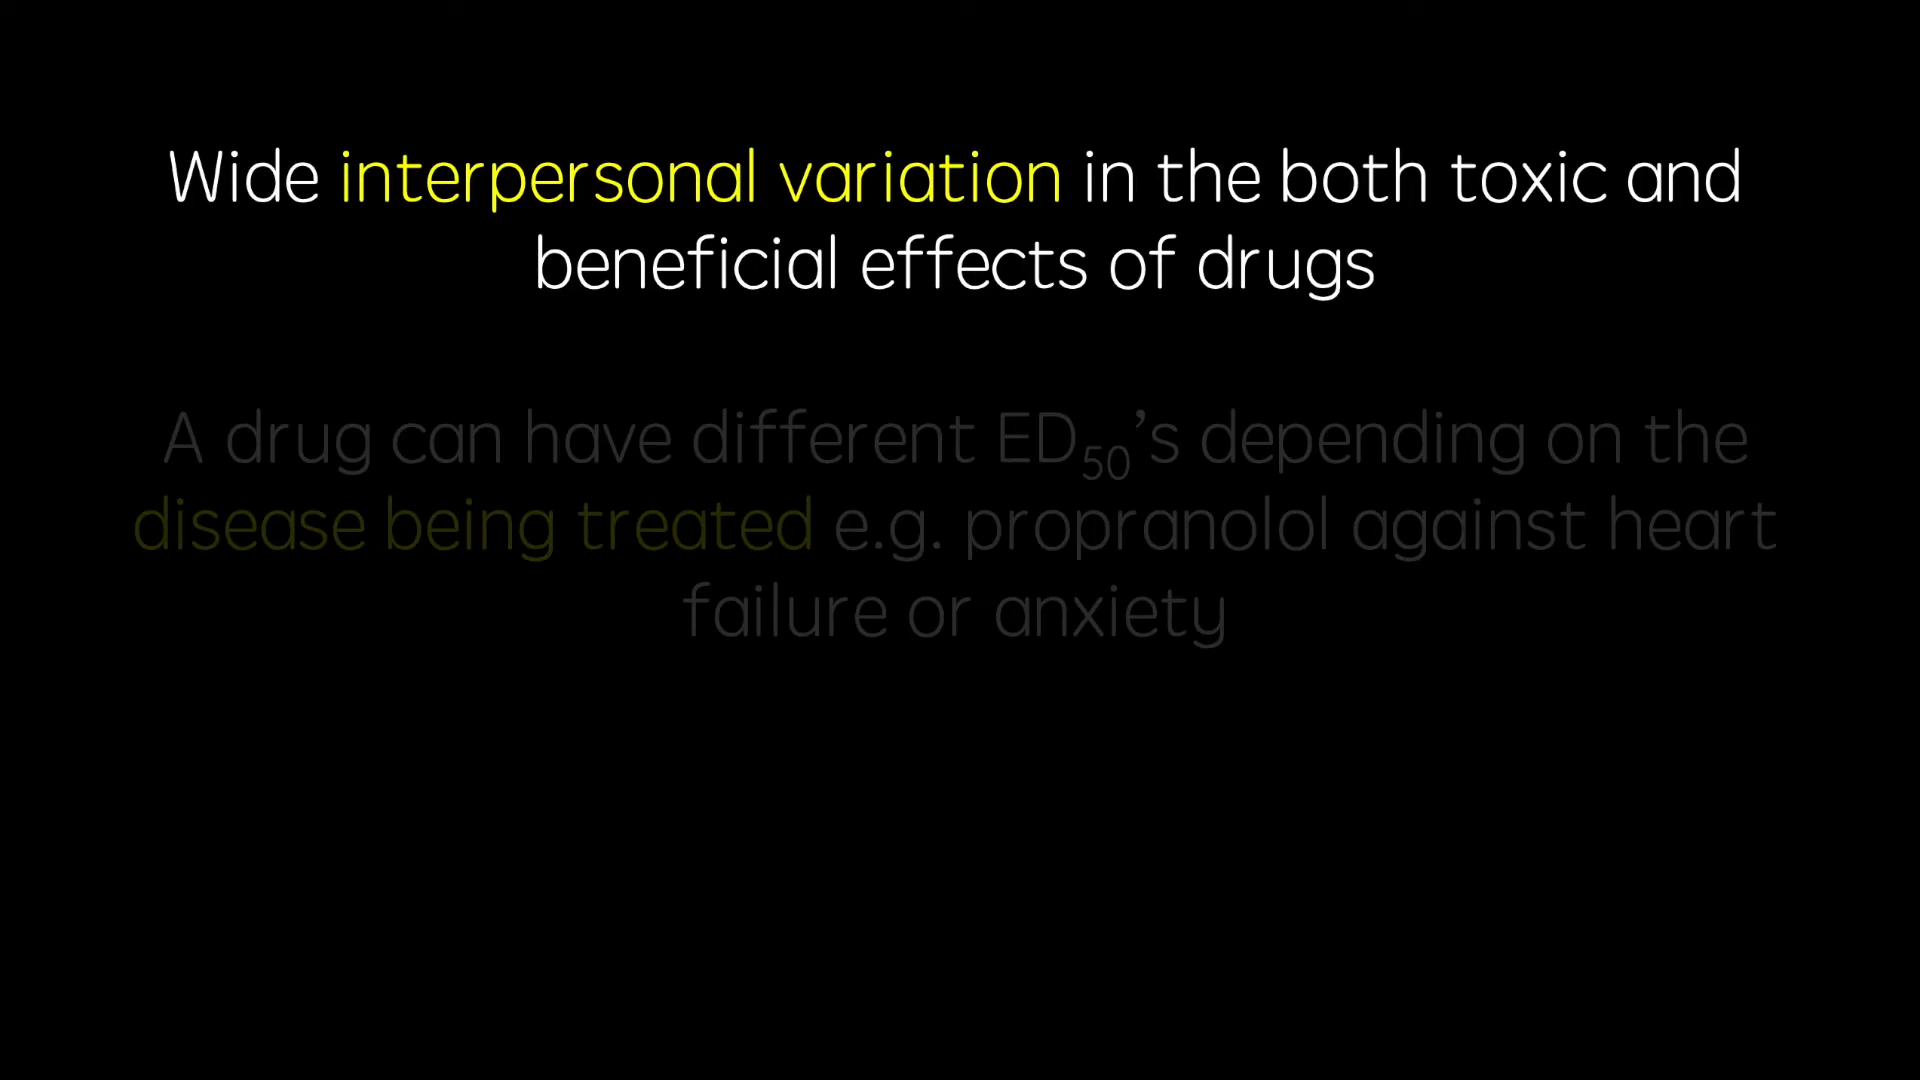 Wide interpersonal variation in the both toxic and
beneficial effects of drugs
A drug can have different ED₅₀’s depending on the
disease being treated e.g. propranolol against heart
failure or anxiety